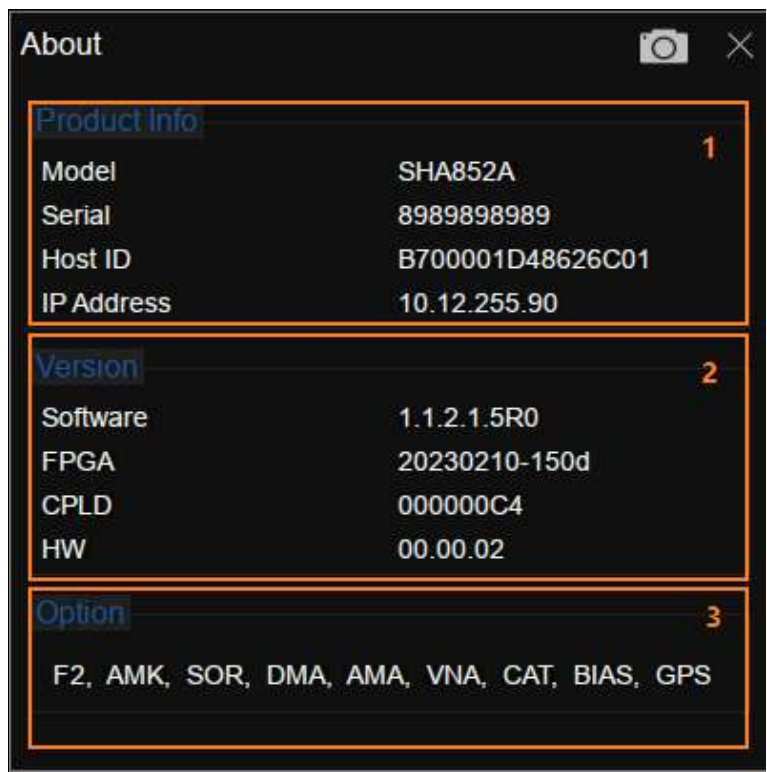 About
Product Info
1
Model SHA852A
Serial 8989898989
Host ID B700001D48626C01
IP Address 10.12.255.90
Version
2
Software 1.1.2.1.5R0
FPGA 20230210-150d
CPLD 000000C4
HW 00.00.02
Option
3
F2, AMK, SOR, DMA, AMA, VNA, CAT, BIAS, GPS